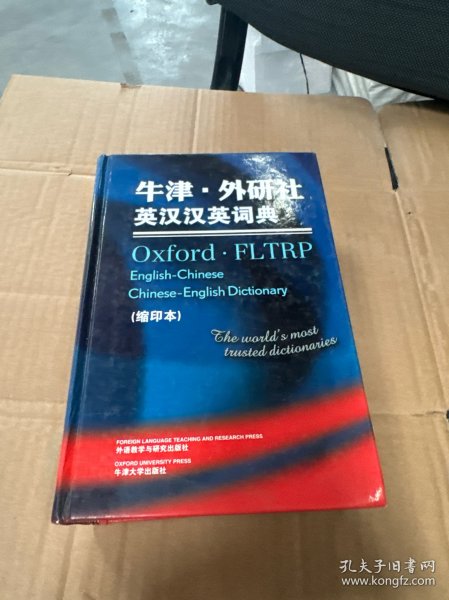 牛津·外研社
英汉汉英词典
Oxford·FLTRP
English-Chinese
Chinese-English Dictionary
(缩印本)
The world's most
trusted dictionaries
FOREIGN LANGUAGE TEACHING AND RESEARCH PRESS
外语教学与研究出版社
OXFORD UNIVERSITY PRESS
牛津大学出版社
孔夫子旧书网
www.kongfz.com